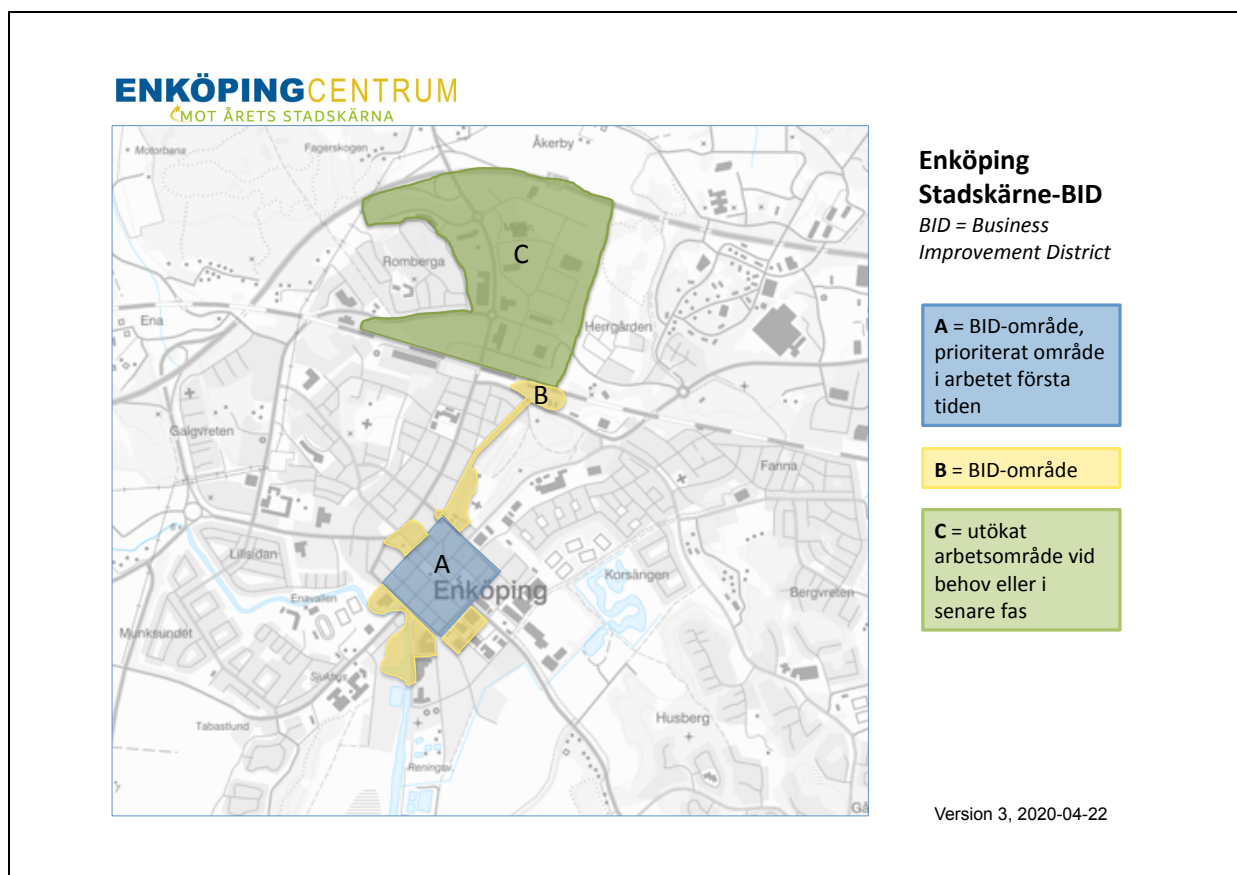 ENKÖPINGCENTRUM
MOT ÅRETS STADSKÄRNA
Motorbana
Fagerskogen
Åkerby
Romberga
C
Ena
Herrgården
B
Galgvreten
Fanna
Lillsidan
A
Enköping
Korsängen
Enavallen
Bergvreten
Munksundet
Sjukhus
Tabastlund
Husberg
Reningsv.
Enköping
Stadskärne-BID
BID = Business
Improvement District
A = BID-område,
prioriterat område
i arbetet första
tiden
B = BID-område
C = utökat
arbetsområde vid
behov eller i
senare fas
Version 3, 2020-04-22